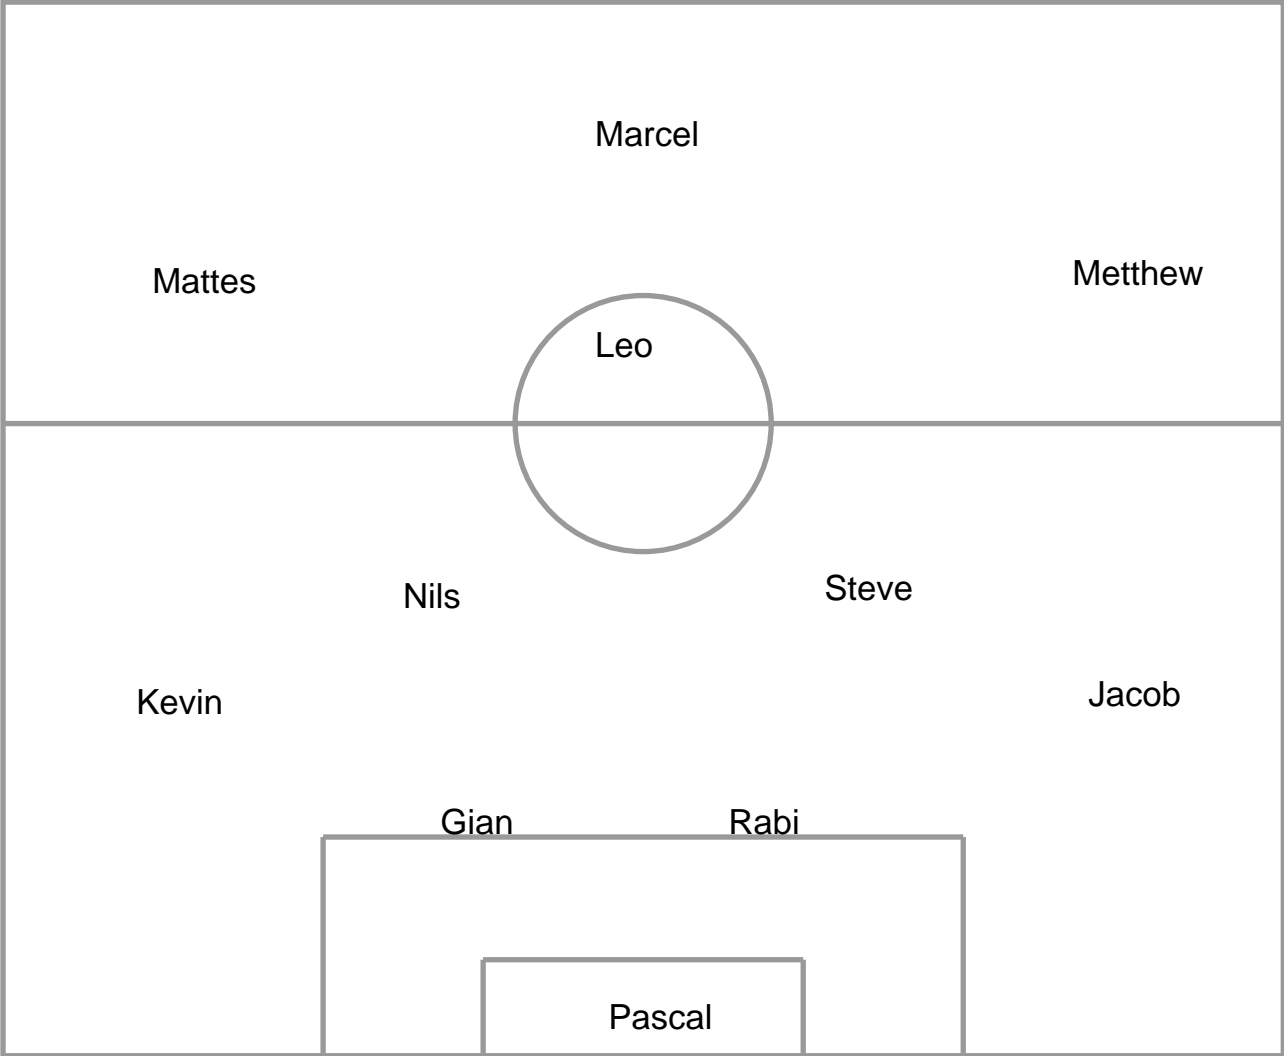 Marcel
Mattes
Metthew
Leo
Nils
Steve
Kevin
Jacob
Gian
Rabi
Pascal